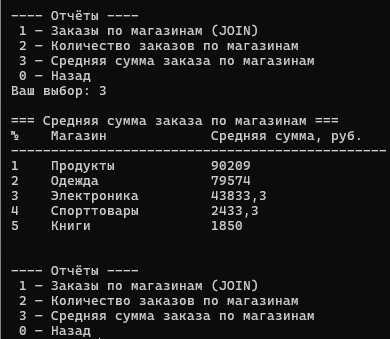 ---- Отчёты ----
1 — Заказы по магазинам (JOIN)
2 — Количество заказов по магазинам
3 — Средняя сумма заказа по магазинам
0 — Назад
Ваш выбор: 3
=== Средняя сумма заказа по магазинам ===
№ Магазин Средняя сумма, руб.
-----------------------------------------------
1 Продукты 90209
2 Одежда 79574
3 Электроника 43833,3
4 Спорттовары 2433,3
5 Книги 1850
---- Отчёты ----
1 — Заказы по магазинам (JOIN)
2 — Количество заказов по магазинам
3 — Средняя сумма заказа по магазинам
0 — Назад